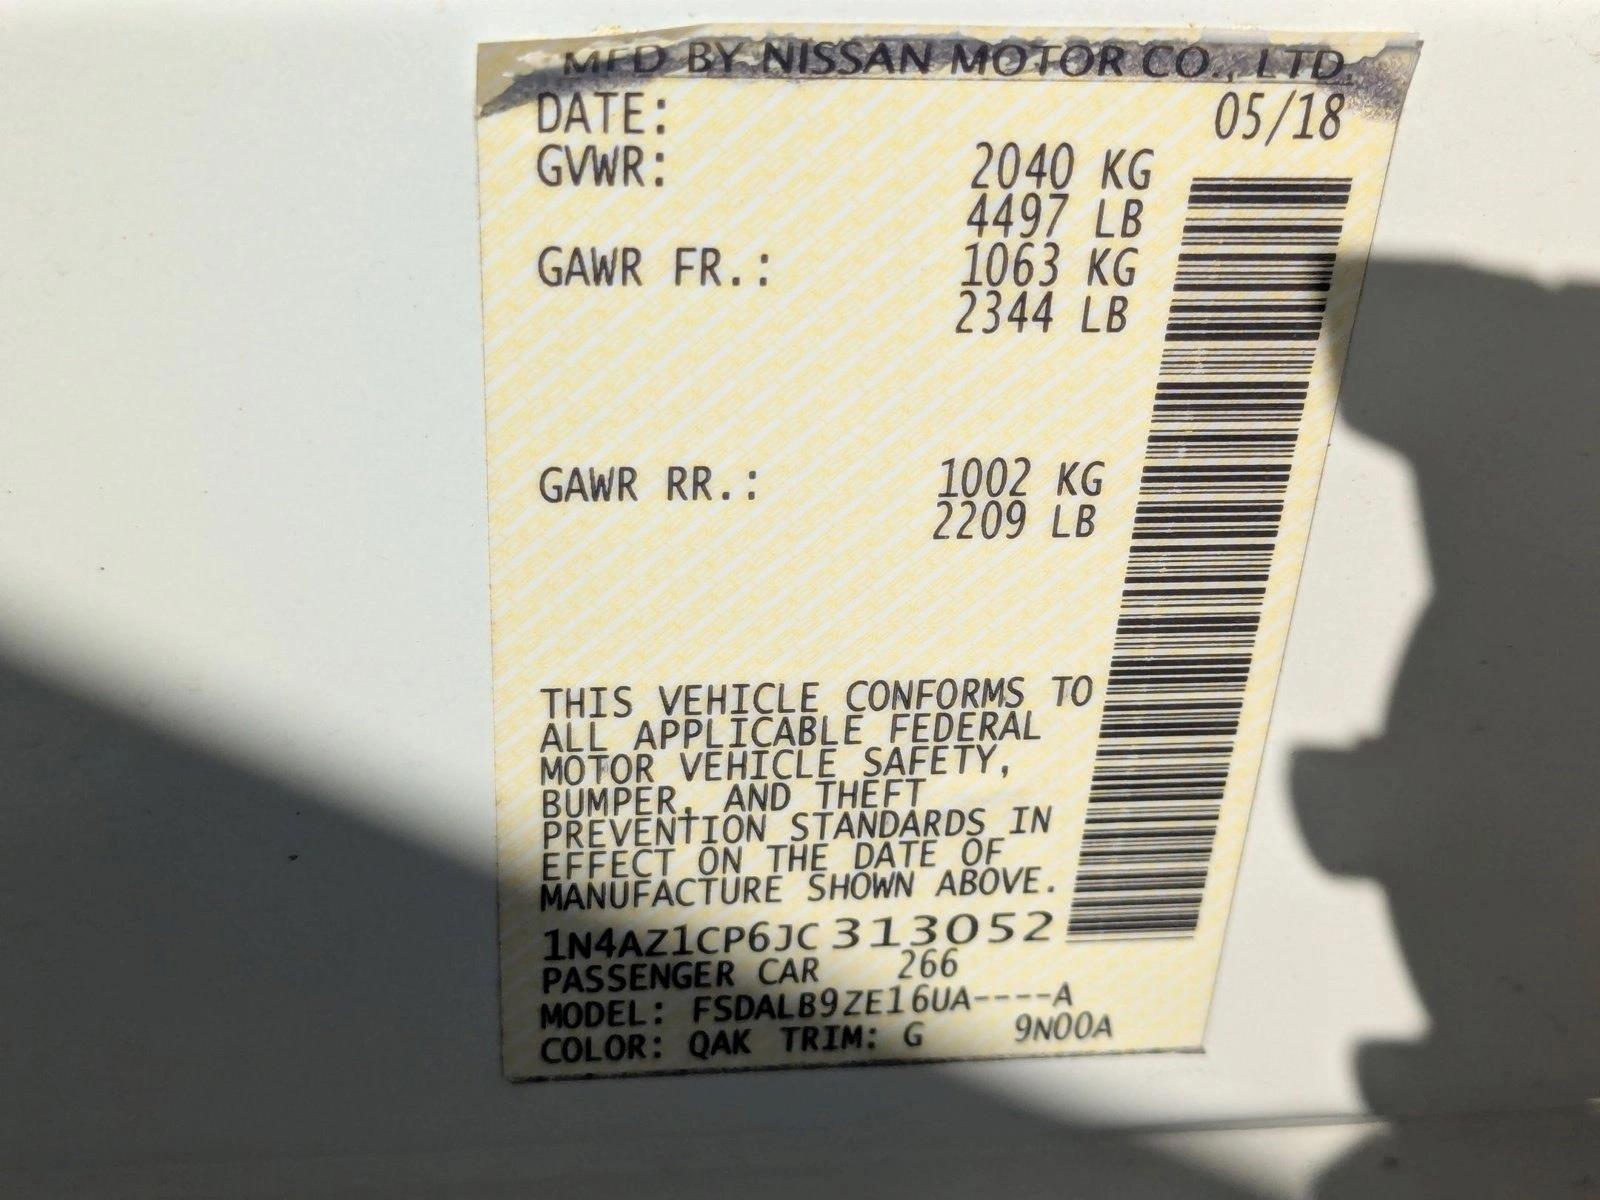 MFD BY NISSAN MOTOR CO., LTD.
DATE: 05/18
GVWR: 2040 KG
4497 LB
GAWR FR.: 1063 KG
2344 LB
GAWR RR.: 1002 KG
2209 LB
THIS VEHICLE CONFORMS TO
ALL APPLICABLE FEDERAL
MOTOR VEHICLE SAFETY,
BUMPER, AND THEFT
PREVENTION STANDARDS IN
EFFECT ON THE DATE OF
MANUFACTURE SHOWN ABOVE.
1N4AZ1CP6JC313052
PASSENGER CAR 266
MODEL: FSDALB9ZE16UA----A
COLOR: QAK TRIM: G 9N00A